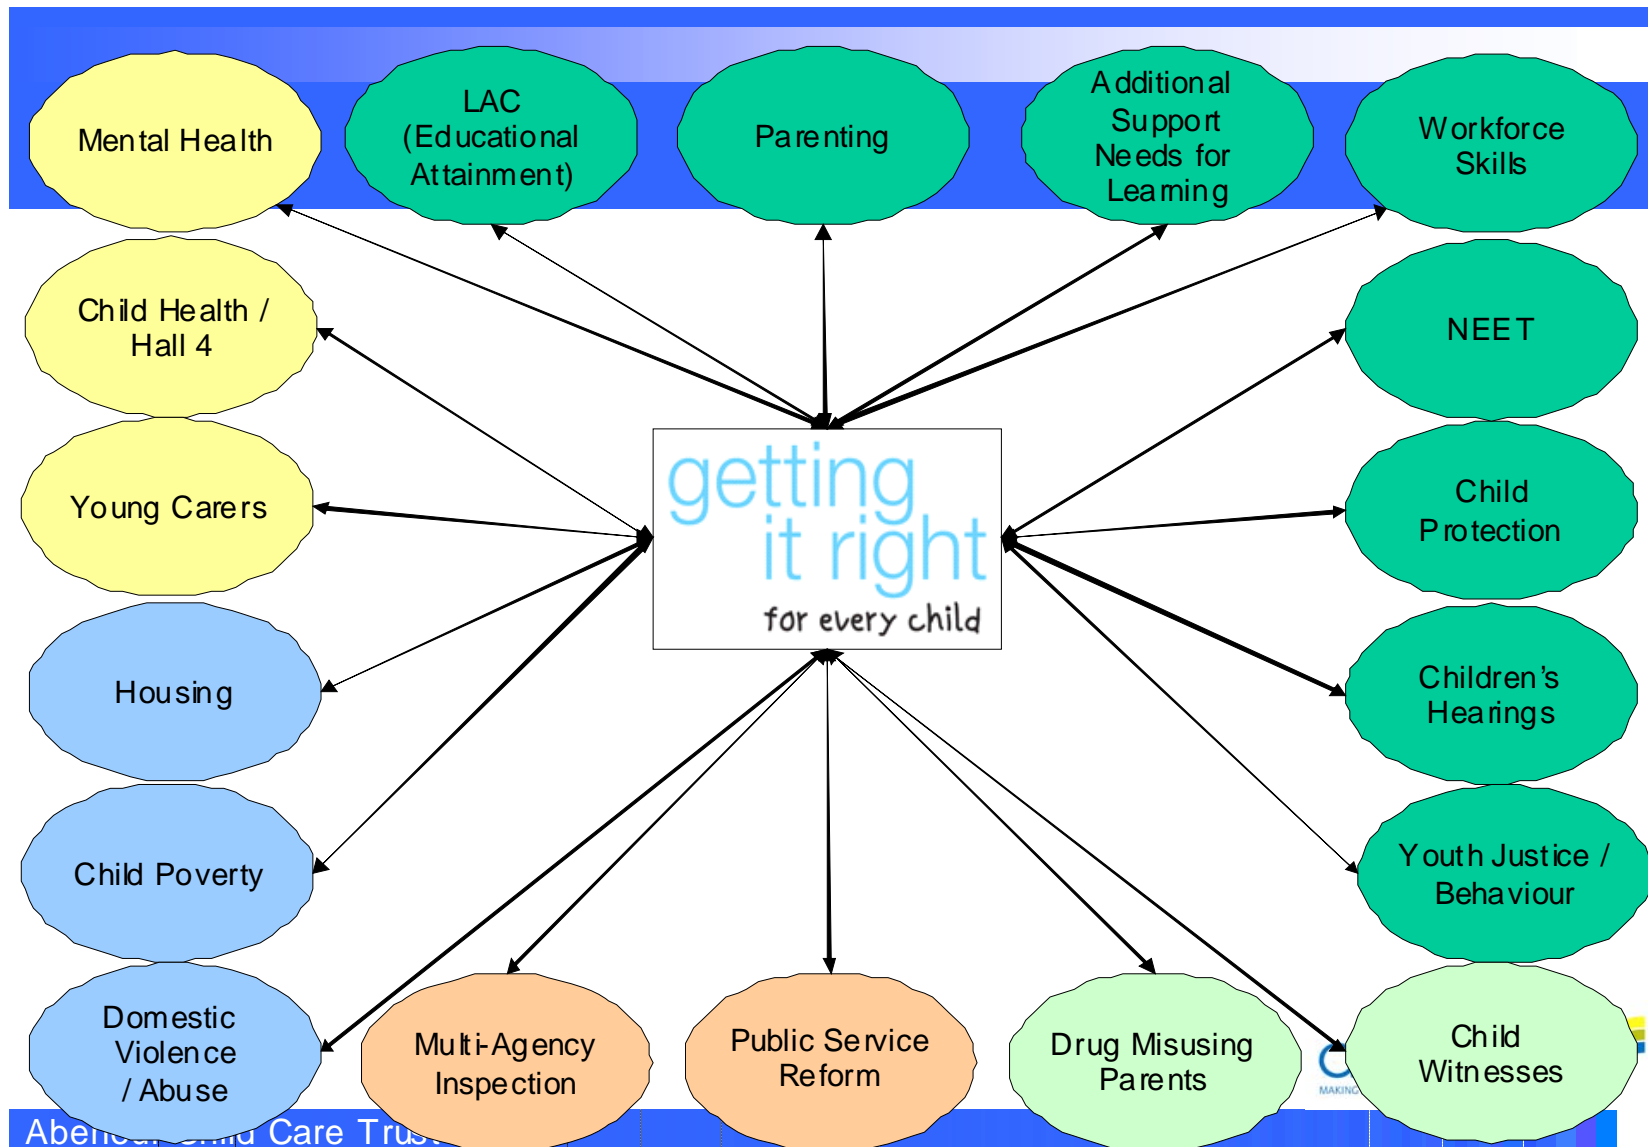 Mental Health
LAC
(Educational
Attainment)
Parenting
Additional
Support
Needs for
Learning
Workforce
Skills
Child Health /
Hall 4
NEET
Young Carers
getting
it right
for every child
Child
Protection
Housing
Children's
Hearings
Child Poverty
Youth Justice /
Behaviour
Domestic
Violence
/ Abuse
Multi-Agency
Inspection
Public Service
Reform
Drug Misusing
Parents
Child
Witnesses
MAKING
Child Care Trust